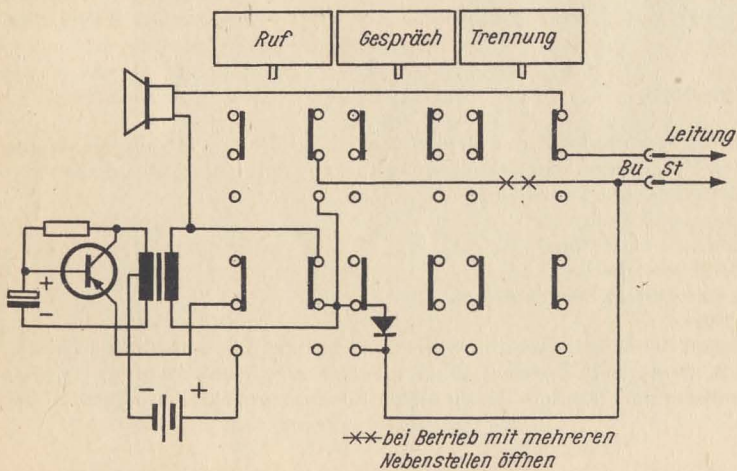 Ruf
Gespräch
Trennung
Leitung
Bu St
+
-
- +
-××- bei Betrieb mit mehreren
Nebenstellen öffnen